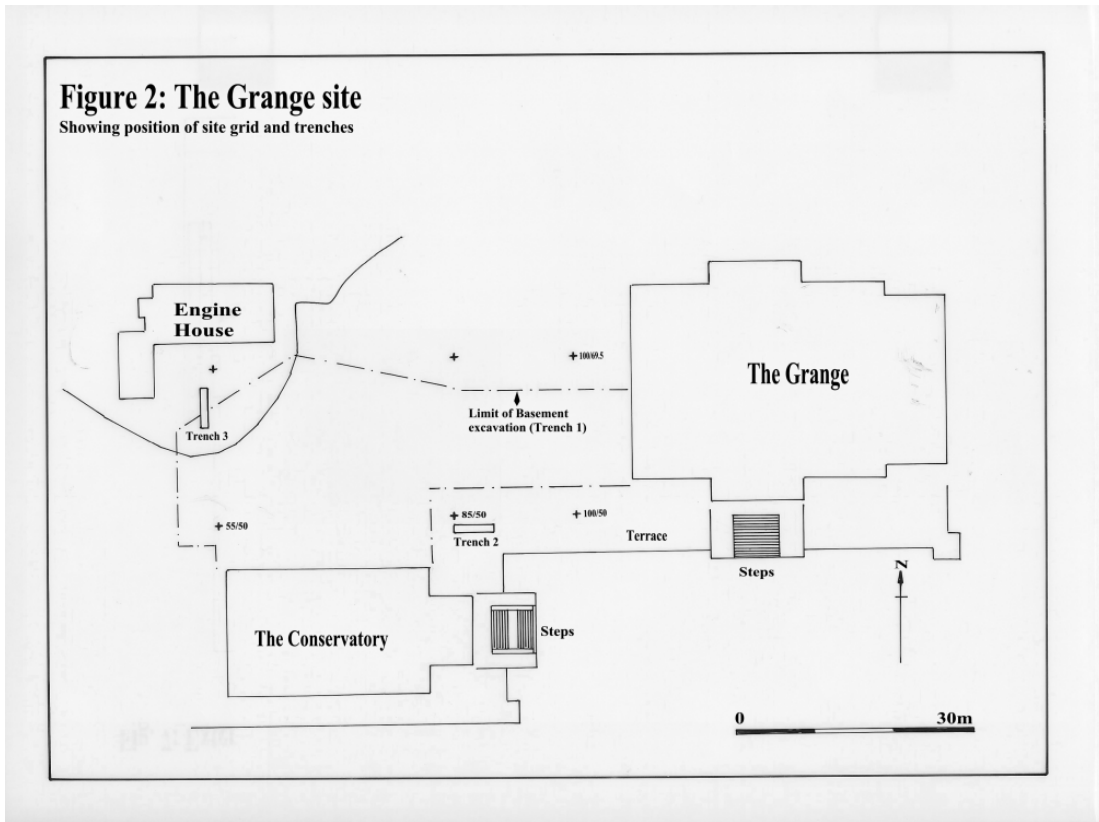 Figure 2: The Grange site
Showing position of site grid and trenches
Engine
House
100/69.5
The Grange
Limit of Basement
excavation (Trench 1)
Trench 3
55/50
85/50
100/50
Trench 2
Terrace
Steps
N
The Conservatory
Steps
0 30m